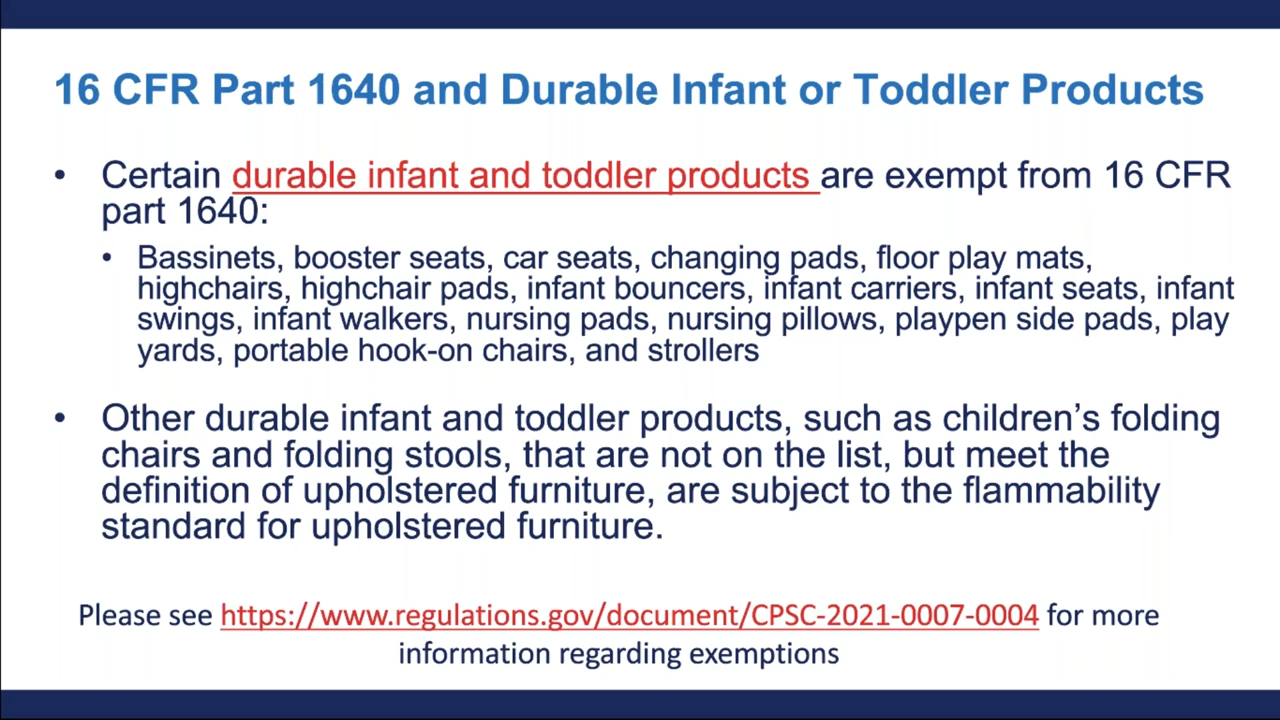 16 CFR Part 1640 and Durable Infant or Toddler Products
• Certain durable infant and toddler products are exempt from 16 CFR
part 1640:
• Bassinets, booster seats, car seats, changing pads, floor play mats,
highchairs, highchair pads, infant bouncers, infant carriers, infant seats, infant
swings, infant walkers, nursing pads, nursing pillows, playpen side pads, play
yards, portable hook-on chairs, and strollers
• Other durable infant and toddler products, such as children’s folding
chairs and folding stools, that are not on the list, but meet the
definition of upholstered furniture, are subject to the flammability
standard for upholstered furniture.
Please see https://www.regulations.gov/document/CPSC-2021-0007-0004 for more
information regarding exemptions